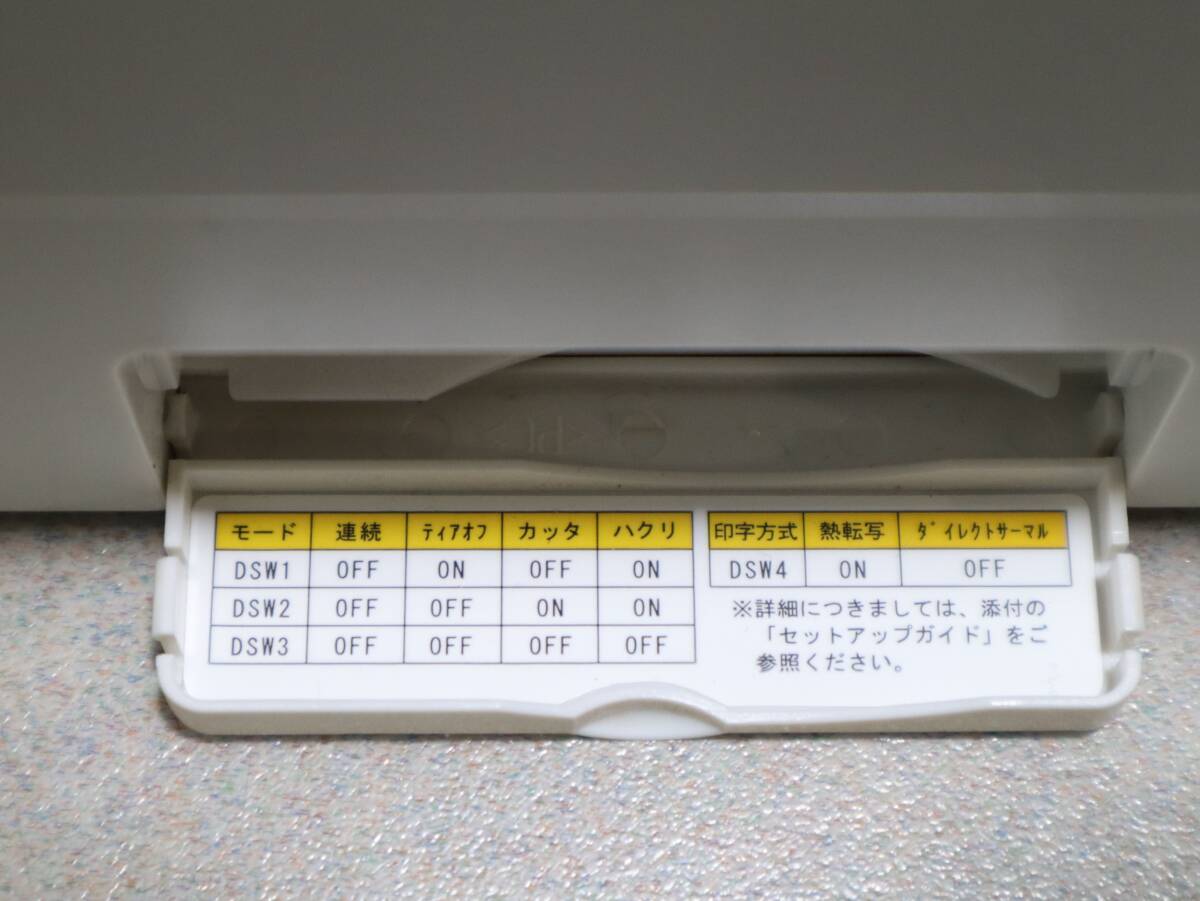 モード 連続 ティアオフ カッタ ハクリ
DSW1 OFF ON OFF ON
DSW2 OFF OFF ON ON
DSW3 OFF OFF OFF OFF
印字方式 熱転写 ダイレクトサーマル
DSW4 ON OFF
※詳細につきましては、添付の
「セットアップガイド」をご
参照ください。